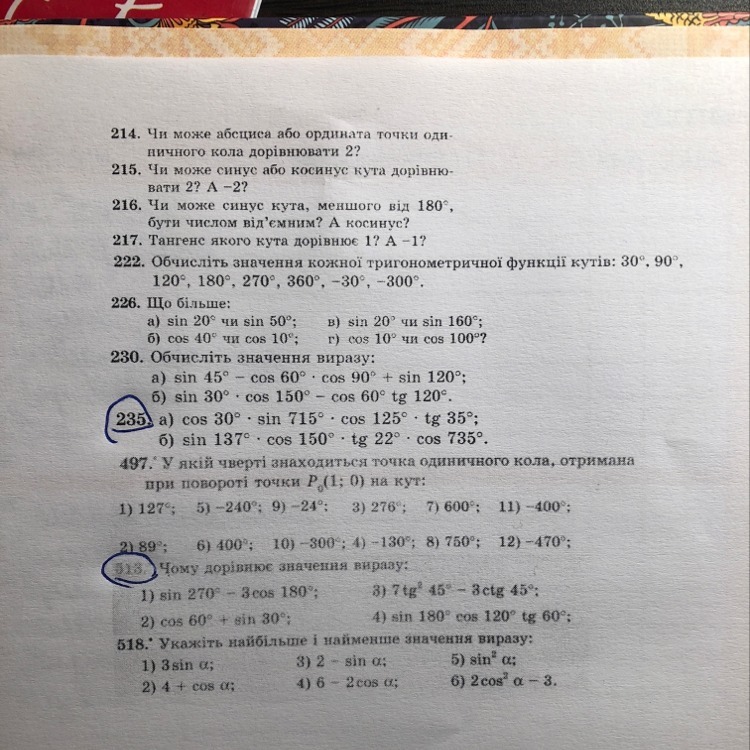 214. Чи може абсциса або ордината точки оди-
ничного кола дорівнювати 2?
215. Чи може синус або косинус кута дорівню-
вати 2? А –2?
216. Чи може синус кута, меншого від 180°,
бути числом від’ємним? А косинус?
217. Тангенс якого кута дорівнює 1? А –1?
222. Обчисліть значення кожної тригонометричної функції кутів: 30°, 90°,
120°, 180°, 270°, 360°, –30°, –300°.
226. Що більше:
а) sin 20° чи sin 50°; в) sin 20° чи sin 160°;
б) cos 40° чи cos 10°; г) cos 10° чи cos 100°?
230. Обчисліть значення виразу:
а) sin 45° – cos 60° · cos 90° + sin 120°;
б) sin 30° · cos 150° – cos 60° tg 120°.
235. а) cos 30° · sin 715° · cos 125° · tg 35°;
б) sin 137° · cos 150° · tg 22° · cos 735°.
497.° У якій чверті знаходиться точка одиничного кола, отримана
при повороті точки P₀(1; 0) на кут:
1) 127°; 5) –240°; 9) –24°; 3) 276°; 7) 600°; 11) –400°;
2) 89°; 6) 400°; 10) –300°; 4) –130°; 8) 750°; 12) –470°;
513. Чому дорівнює значення виразу:
1) sin 270° – 3 cos 180°; 3) 7 tg² 45° – 3 ctg 45°;
2) cos 60° + sin 30°; 4) sin 180° cos 120° tg 60°;
518.° Укажіть найбільше і найменше значення виразу:
1) 3 sin α; 3) 2 – sin α; 5) sin² α;
2) 4 + cos α; 4) 6 – 2 cos α; 6) 2 cos² α – 3.